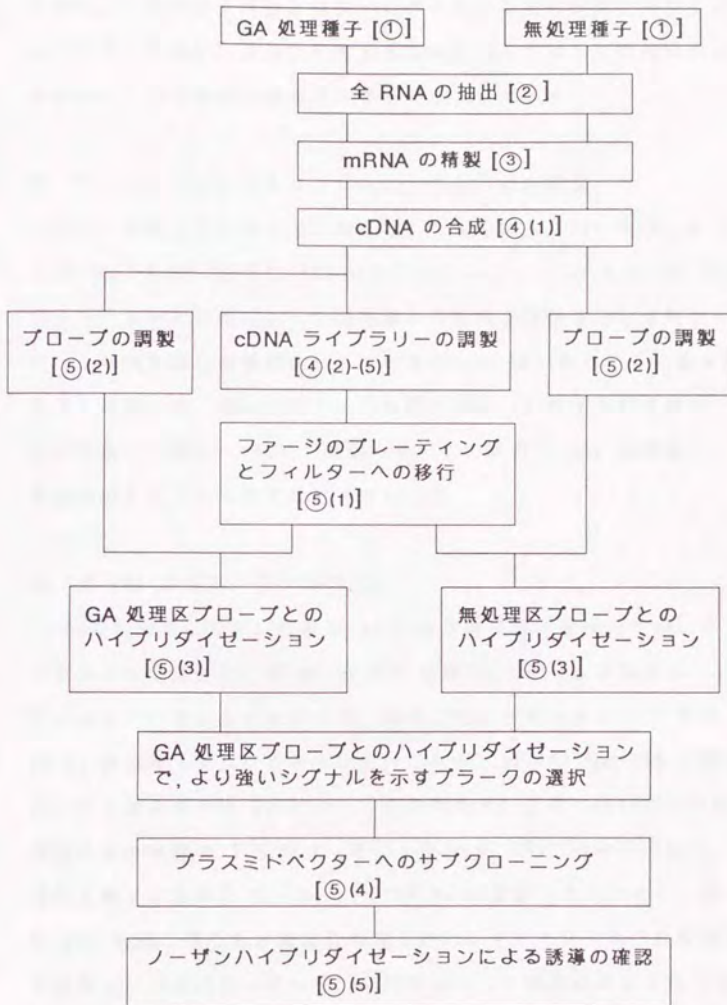 GA 処理種子 [①]
無処理種子 [①]
全 RNA の抽出 [②]
mRNA の精製 [③]
cDNA の合成 [④(1)]
プローブの調製
[⑤(2)]
cDNA ライブラリーの調製
[④(2)-(5)]
プローブの調製
[⑤(2)]
ファージのプレーティング
とフィルターへの移行
[⑤(1)]
GA 処理区プローブとの
ハイブリダイゼーション
[⑤(3)]
無処理区プローブとの
ハイブリダイゼーション
[⑤(3)]
GA 処理区プローブとのハイブリダイゼーション
で，より強いシグナルを示すプラークの選択
プラスミドベクターへのサブクローニング
[⑤(4)]
ノーザンハイブリダイゼーションによる誘導の確認
[⑤(5)]